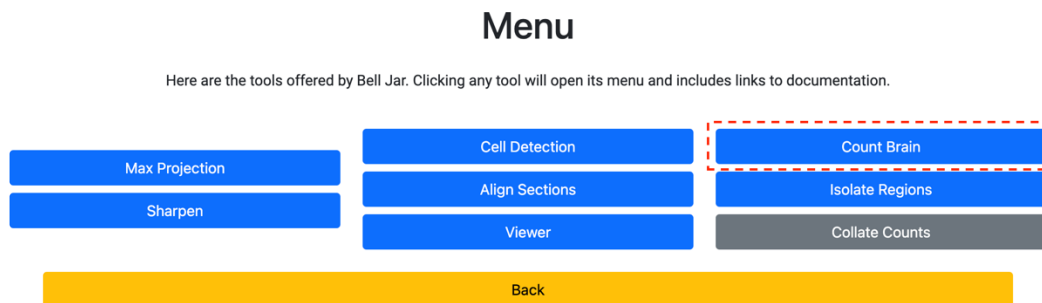 Menu
Here are the tools offered by Bell Jar. Clicking any tool will open its menu and includes links to documentation.
Max Projection
Sharpen
Cell Detection
Align Sections
Viewer
Count Brain
Isolate Regions
Collate Counts
Back